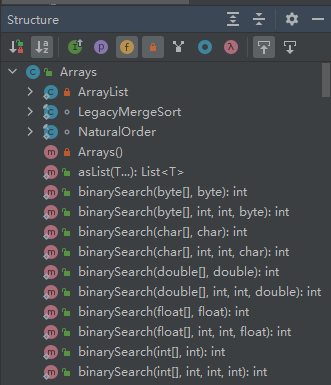 Structure
Arrays
ArrayList
LegacyMergeSort
NaturalOrder
Arrays()
asList(T...): List<T>
binarySearch(byte[], byte): int
binarySearch(byte[], int, int, byte): int
binarySearch(char[], char): int
binarySearch(char[], int, int, char): int
binarySearch(double[], double): int
binarySearch(double[], int, int, double): int
binarySearch(float[], float): int
binarySearch(float[], int, int, float): int
binarySearch(int[], int): int
binarySearch(int[], int, int, int): int